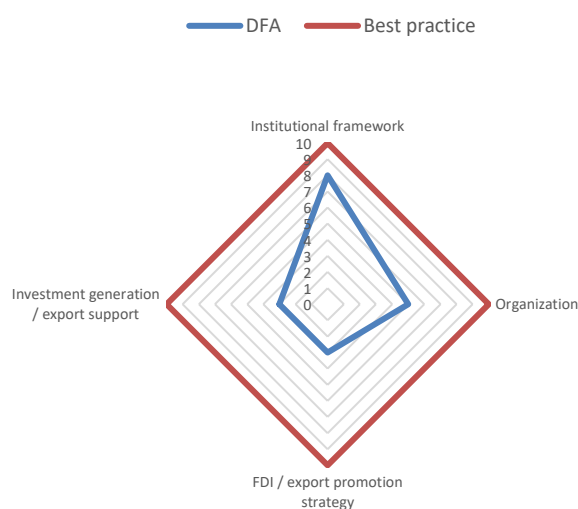 DFA
Best practice
Institutional framework
10
9
8
7
6
5
4
3
2
1
0
Investment generation
/ export support
Organization
FDI / export promotion
strategy